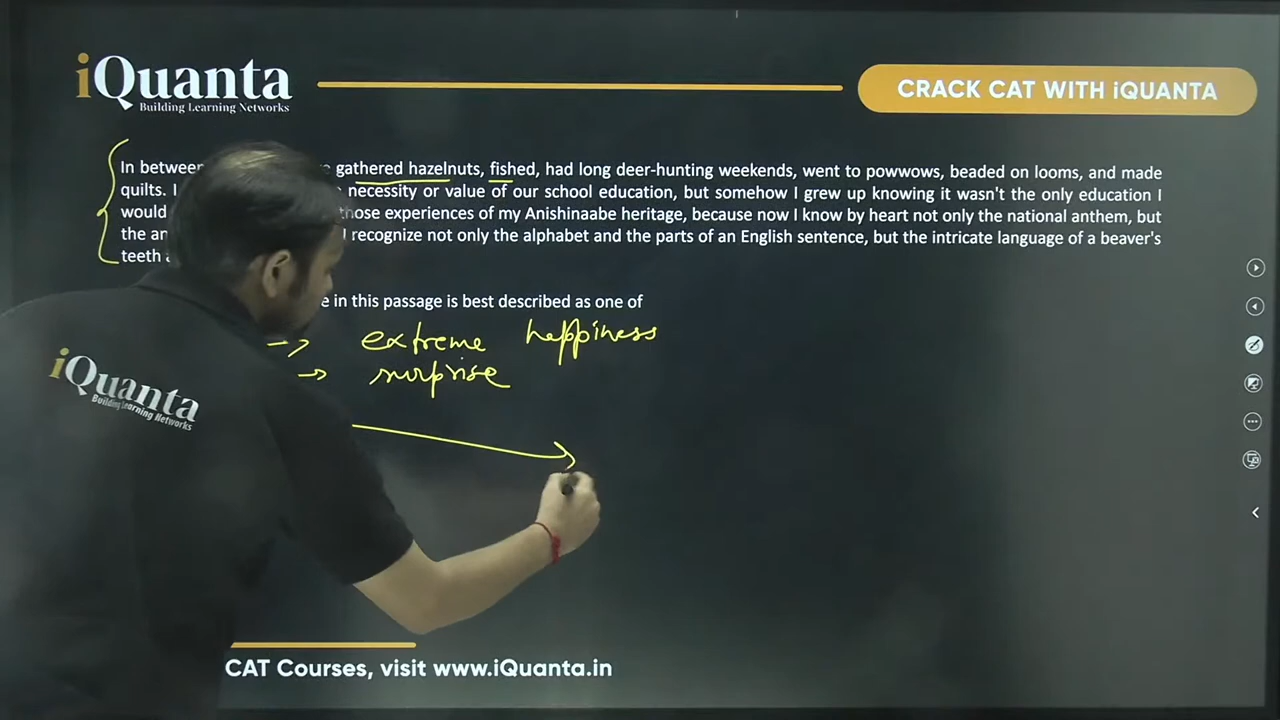 iQuanta
Building Learning Networks
CRACK CAT WITH iQUANTA
In between gathered hazelnuts, fished, had long deer-hunting weekends, went to powwows, beaded on looms, and made
quilts. I necessity or value of our school education, but somehow I grew up knowing it wasn't the only education I
would those experiences of my Anishinaabe heritage, because now I know by heart not only the national anthem, but
the an I recognize not only the alphabet and the parts of an English sentence, but the intricate language of a beaver's
teeth
e in this passage is best described as one of
→ extreme happiness
→ surprise
iQuanta
Building Learning Networks
CAT Courses, visit www.iQuanta.in